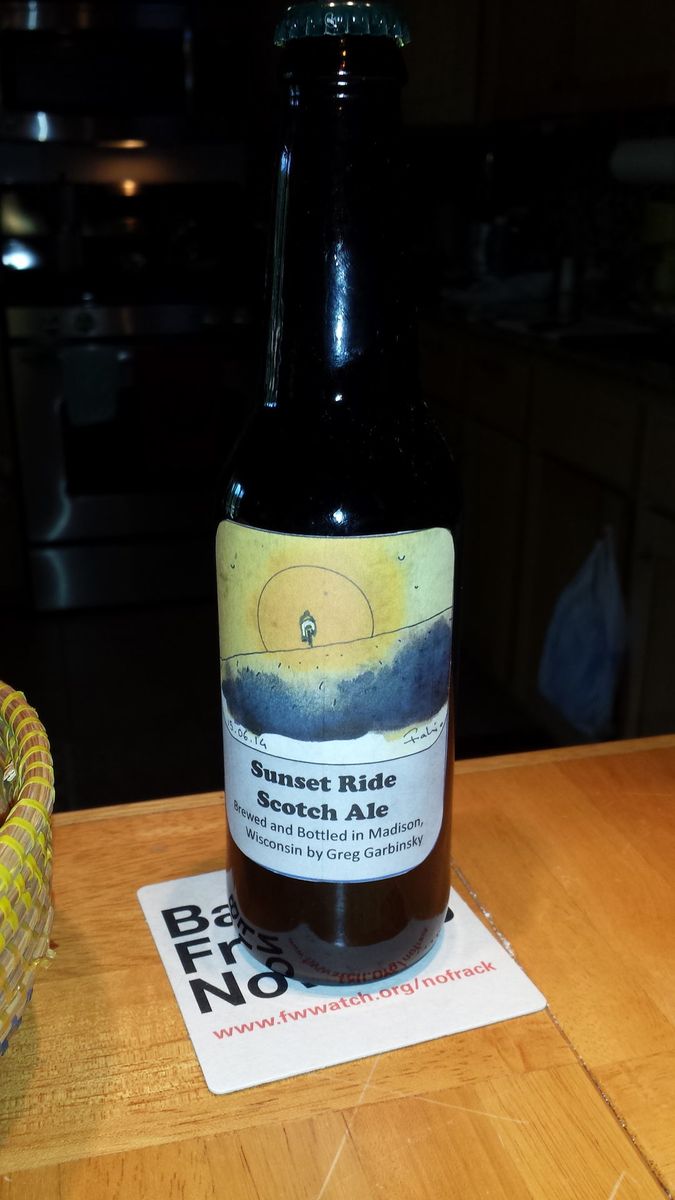 15.06.14
Sunset Ride
Scotch Ale
Brewed and Bottled in Madison,
Wisconsin by Greg Garbinsky
Ba
Fr
No
www.fwwatch.org/nofrack